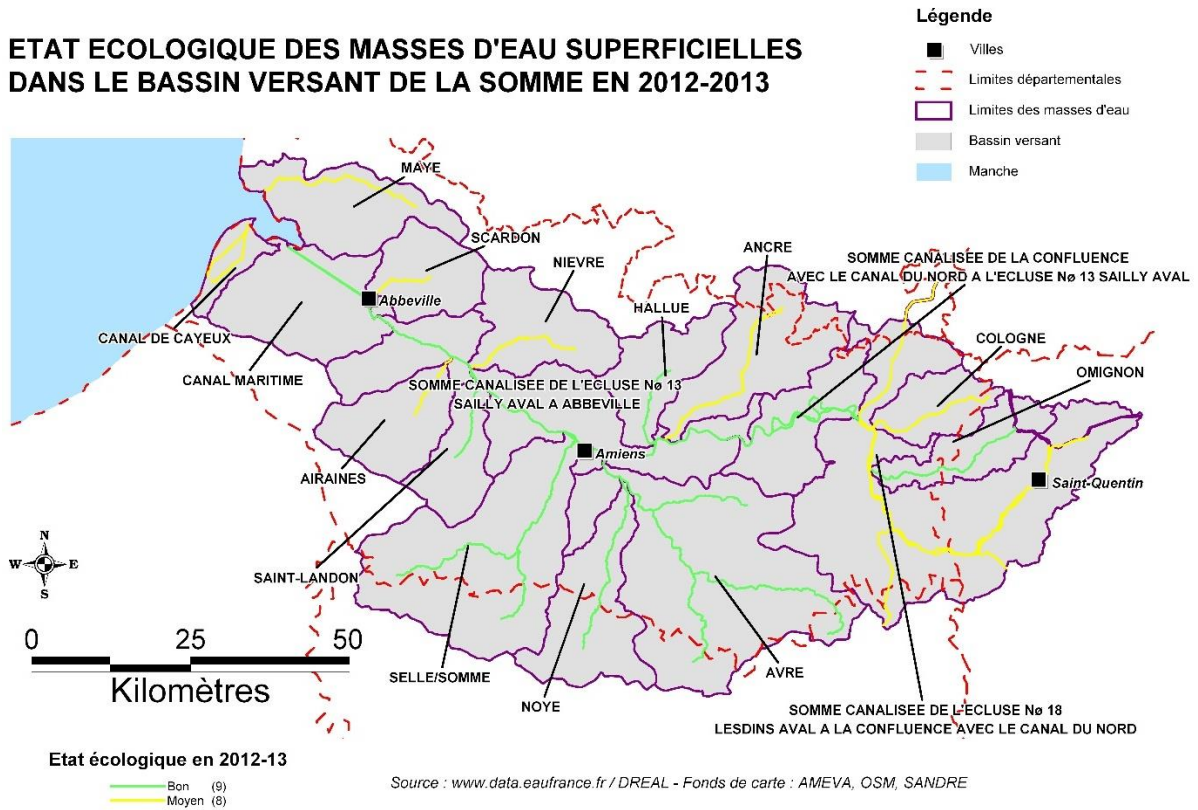 ETAT ECOLOGIQUE DES MASSES D'EAU SUPERFICIELLES
DANS LE BASSIN VERSANT DE LA SOMME EN 2012-2013
Légende
Villes
Limites départementales
Limites des masses d'eau
Bassin versant
Manche
MAYE
SCARDON
NIEVRE
HALLUE
ANCRE
SOMME CANALISEE DE LA CONFLUENCE
AVEC LE CANAL DU NORD A L'ECLUSE Nø 13 SAILLY AVAL
Abbeville
CANAL DE CAYEUX
CANAL MARITIME
COLOGNE
OMIGNON
SOMME CANALISEE DE L'ECLUSE Nø 13
SAILLY AVAL A ABBEVILLE
Amiens
AIRAINES
Saint-Quentin
N
W E
S
SAINT-LANDON
0 25 50
Kilomètres
SELLE/SOMME
NOYE
AVRE
SOMME CANALISEE DE L'ECLUSE Nø 18
LESDINS AVAL A LA CONFLUENCE AVEC LE CANAL DU NORD
Etat écologique en 2012-13
Bon (9)
Moyen (8)
Source : www.data.eaufrance.fr / DREAL - Fonds de carte : AMEVA, OSM, SANDRE